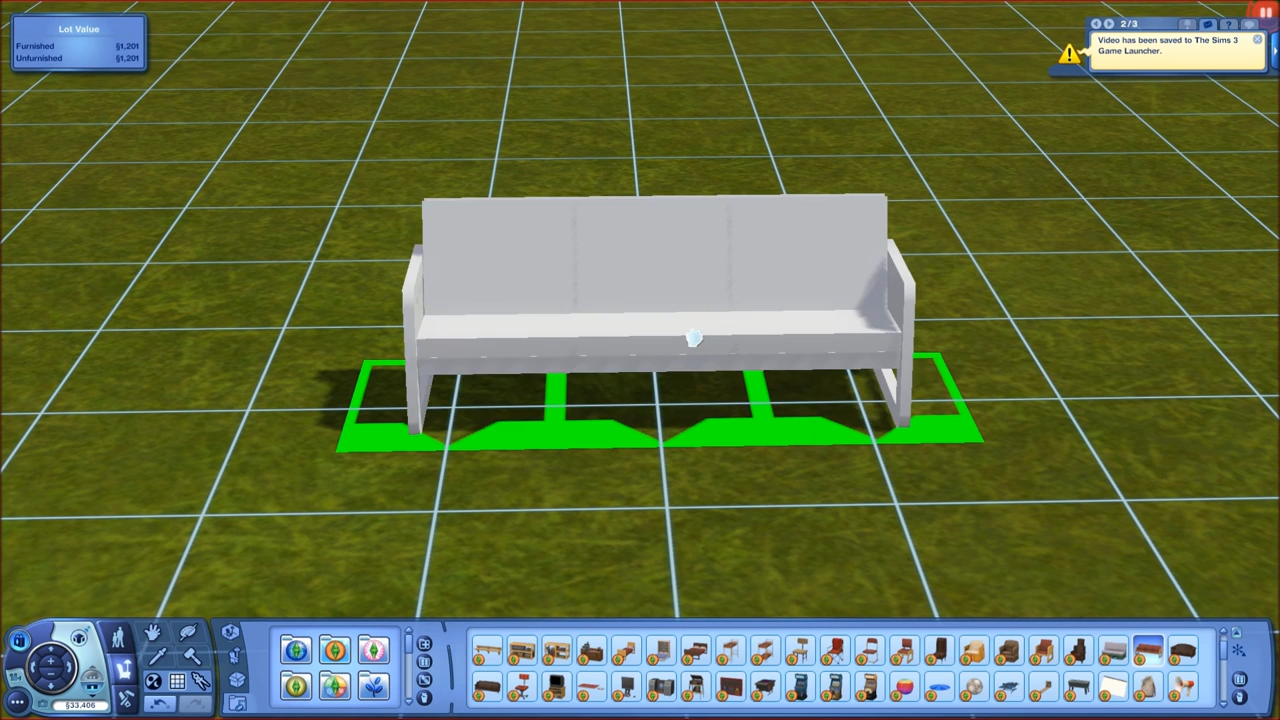 Lot Value
Furnished §1,201
Unfurnished §1,201
2/3
?
Video has been saved to The Sims 3
Game Launcher.
§33,406